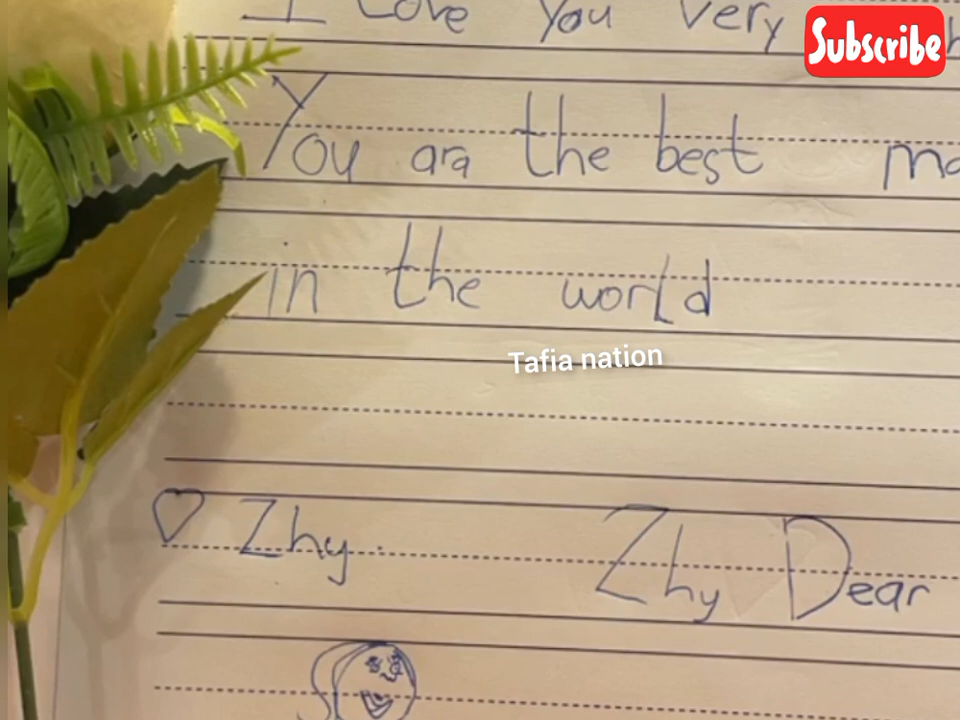 I Love You Very
Subscribe
You ara the best
in the world
Tafia nation
Zhy. Zhy Dear